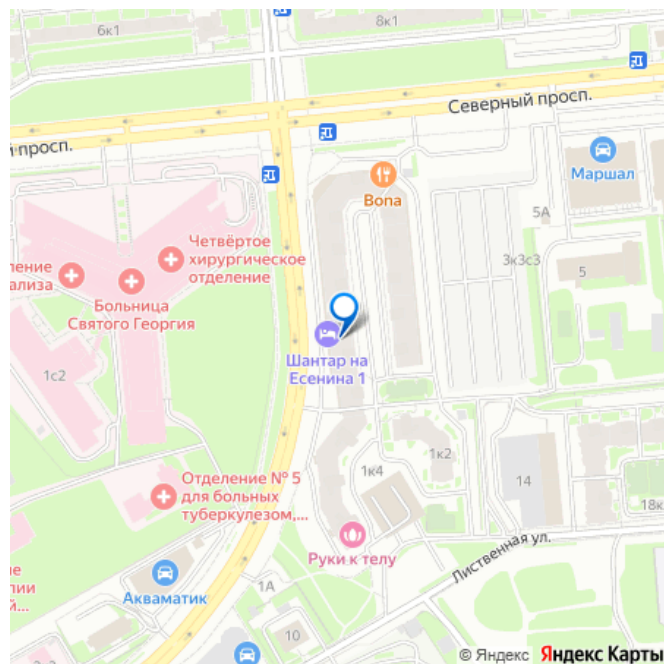 6к1
8к1
Северный просп.
й просп.
Вопа
Маршал
5А
Четвёртое
хирургическое
отделение
ление
ализа
Больница
Святого Георгия
3к3с3
5
Шантар на
Есенина 1
1с2
1к2
1к4
14
Отделение № 5
для больных
туберкулезом,...
18к
Руки к телу
Лиственная ул.
ие
лии
й...
Акваматик
1А
10
© Яндекс Яндекс Карты